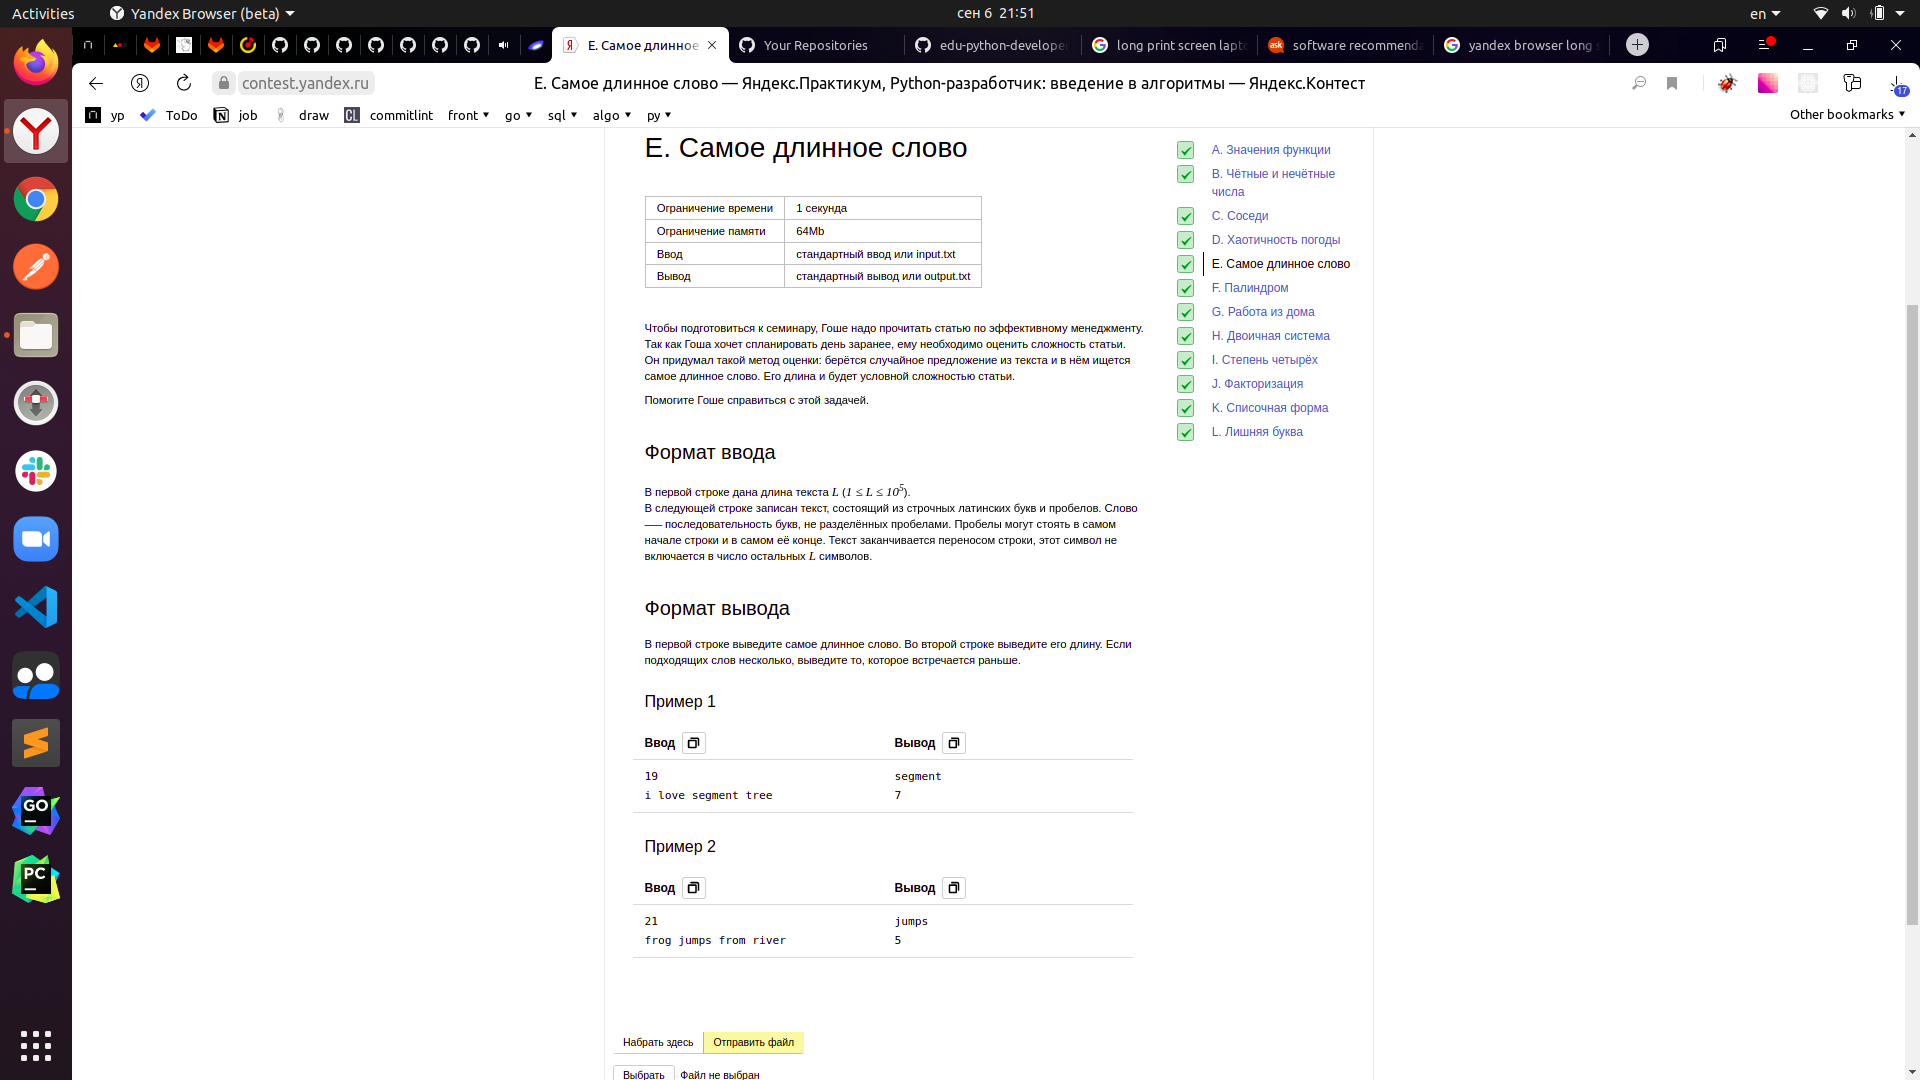 Activities
Yandex Browser (beta)
сен 6 21:51
en
E. Самое длинное
Your Repositories
edu-python-develope
long print screen lapt
software recommenda
yandex browser long s
contest.yandex.ru
E. Самое длинное слово — Яндекс.Практикум, Python-разработчик: введение в алгоритмы — Яндекс.Контест
17
yp
ToDo
job
draw
CL
commitlint
front
go
sql
algo
py
Other bookmarks
E. Самое длинное слово
Ограничение времени 1 секунда
Ограничение памяти 64Mb
Ввод стандартный ввод или input.txt
Вывод стандартный вывод или output.txt
Чтобы подготовиться к семинару, Гоше надо прочитать статью по эффективному менеджменту.
Так как Гоша хочет спланировать день заранее, ему необходимо оценить сложность статьи.
Он придумал такой метод оценки: берётся случайное предложение из текста и в нём ищется
самое длинное слово. Его длина и будет условной сложностью статьи.
Помогите Гоше справиться с этой задачей.
Формат ввода
В первой строке дана длина текста L (1 ≤ L ≤ 10⁵).
В следующей строке записан текст, состоящий из строчных латинских букв и пробелов. Слово
—– последовательность букв, не разделённых пробелами. Пробелы могут стоять в самом
начале строки и в самом её конце. Текст заканчивается переносом строки, этот символ не
включается в число остальных L символов.
Формат вывода
В первой строке выведите самое длинное слово. Во второй строке выведите его длину. Если
подходящих слов несколько, выведите то, которое встречается раньше.
Пример 1
Ввод Вывод
19 segment
i love segment tree 7
Пример 2
Ввод Вывод
21 jumps
frog jumps from river 5
Набрать здесь
Отправить файл
Выбрать
Файл не выбран
A. Значения функции
B. Чётные и нечётные
числа
C. Соседи
D. Хаотичность погоды
E. Самое длинное слово
F. Палиндром
G. Работа из дома
H. Двоичная система
I. Степень четырёх
J. Факторизация
K. Списочная форма
L. Лишняя буква
GO
PC